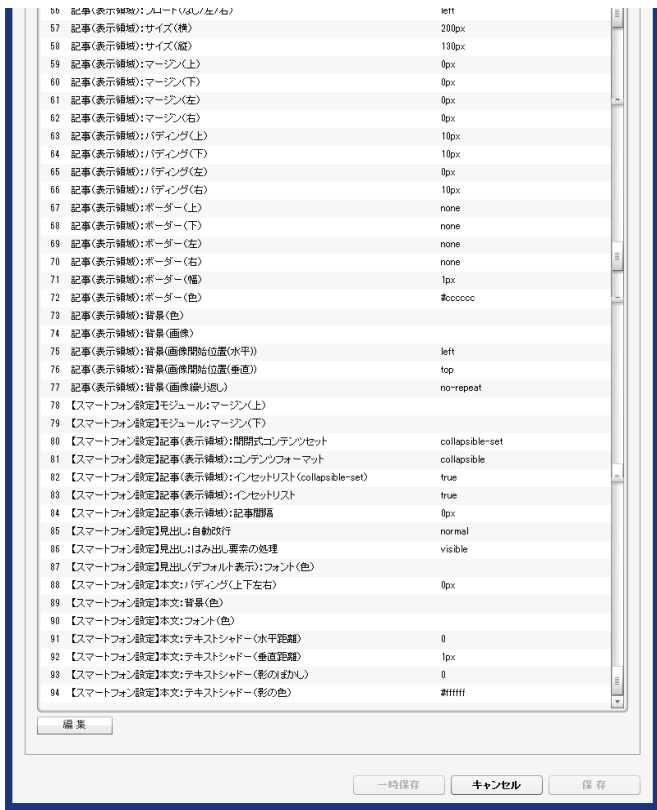 56 記事(表示領域):フロート(なし/左/右) left
57 記事(表示領域):サイズ(横) 200px
58 記事(表示領域):サイズ(縦) 130px
59 記事(表示領域):マージン(上) 0px
60 記事(表示領域):マージン(下) 0px
61 記事(表示領域):マージン(左) 0px
62 記事(表示領域):マージン(右) 0px
63 記事(表示領域):パディング(上) 10px
64 記事(表示領域):パディング(下) 10px
65 記事(表示領域):パディング(左) 0px
66 記事(表示領域):パディング(右) 10px
67 記事(表示領域):ボーダー(上) none
68 記事(表示領域):ボーダー(下) none
69 記事(表示領域):ボーダー(左) none
70 記事(表示領域):ボーダー(右) none
71 記事(表示領域):ボーダー(幅) 1px
72 記事(表示領域):ボーダー(色) #cccccc
73 記事(表示領域):背景(色)
74 記事(表示領域):背景(画像)
75 記事(表示領域):背景(画像開始位置(水平)) left
76 記事(表示領域):背景(画像開始位置(垂直)) top
77 記事(表示領域):背景(画像繰り返し) no-repeat
78 【スマートフォン設定】モジュール:マージン(上)
79 【スマートフォン設定】モジュール:マージン(下)
80 【スマートフォン設定】記事(表示領域):開閉式コンテンツセット collapsible-set
81 【スマートフォン設定】記事(表示領域):コンテンツフォーマット collapsible
82 【スマートフォン設定】記事(表示領域):インセットリスト(collapsible-set) true
83 【スマートフォン設定】記事(表示領域):インセットリスト true
84 【スマートフォン設定】記事(表示領域):記事間隔 0px
85 【スマートフォン設定】見出し:自動改行 normal
86 【スマートフォン設定】見出し:はみ出し要素の処理 visible
87 【スマートフォン設定】見出し(デフォルト表示):フォント(色)
88 【スマートフォン設定】本文:パディング(上下左右) 0px
89 【スマートフォン設定】本文:背景(色)
90 【スマートフォン設定】本文:フォント(色)
91 【スマートフォン設定】本文:テキストシャドー(水平距離) 0
92 【スマートフォン設定】本文:テキストシャドー(垂直距離) 1px
93 【スマートフォン設定】本文:テキストシャドー(影のぼかし) 0
94 【スマートフォン設定】本文:テキストシャドー(影の色) #ffffff
編集
一時保存 キャンセル 保存